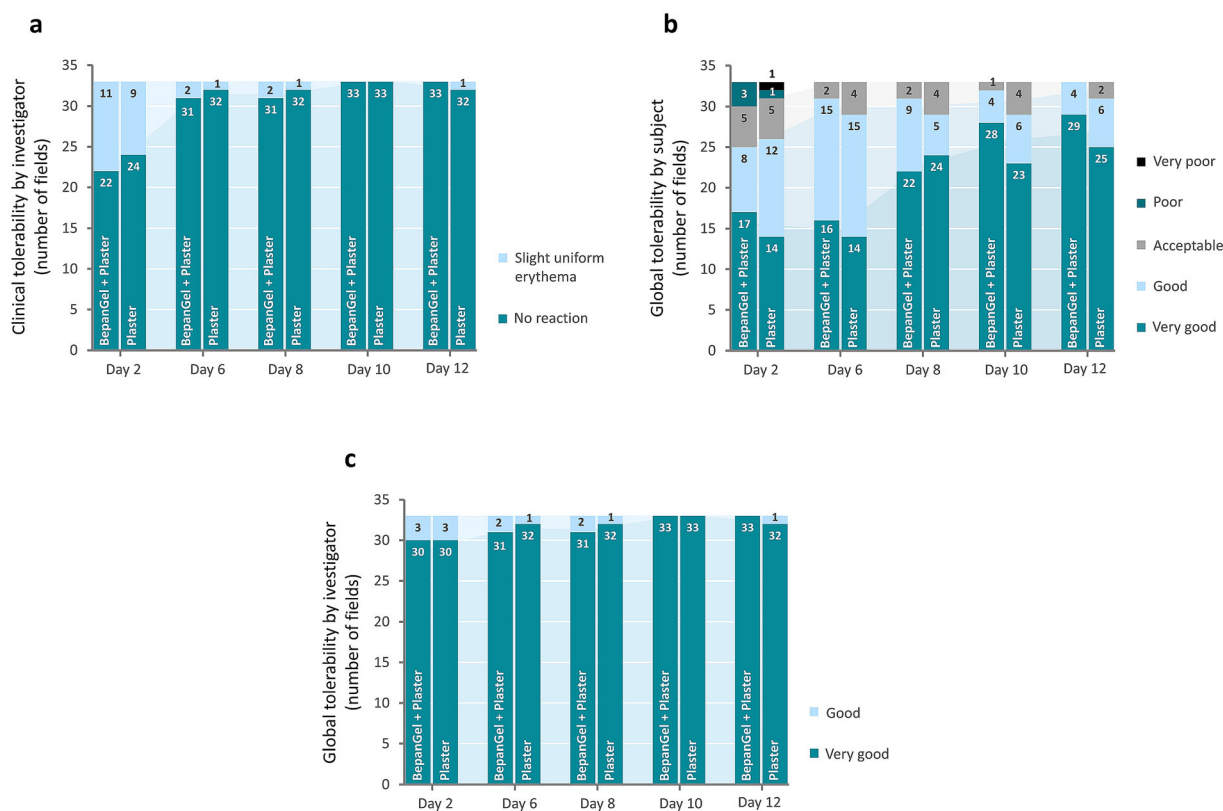 a
Clinical tolerability by investigator
(number of fields)
35
30
25
20
15
10
5
0
11
9
22
24
2
1
31
32
2
1
31
32
33
33
1
33
32
BepanGel + Plaster
Plaster
BepanGel + Plaster
Plaster
BepanGel + Plaster
Plaster
BepanGel + Plaster
Plaster
BepanGel + Plaster
Plaster
Day 2
Day 6
Day 8
Day 10
Day 12
Slight uniform
erythema
No reaction
b
Global tolerability by subject
(number of fields)
35
30
25
20
15
10
5
0
3
5
8
17
1
1
5
12
14
2
15
16
4
15
14
2
9
22
4
5
24
1
4
28
4
6
23
4
29
2
6
25
BepanGel + Plaster
Plaster
BepanGel + Plaster
Plaster
BepanGel + Plaster
Plaster
BepanGel + Plaster
Plaster
BepanGel + Plaster
Plaster
Day 2
Day 6
Day 8
Day 10
Day 12
Very poor
Poor
Acceptable
Good
Very good
c
Global tolerability by ivestigator
(number of fields)
35
30
25
20
15
10
5
0
3
3
30
30
2
1
31
32
2
1
31
32
33
33
1
33
32
BepanGel + Plaster
Plaster
BepanGel + Plaster
Plaster
BepanGel + Plaster
Plaster
BepanGel + Plaster
Plaster
BepanGel + Plaster
Plaster
Day 2
Day 6
Day 8
Day 10
Day 12
Good
Very good